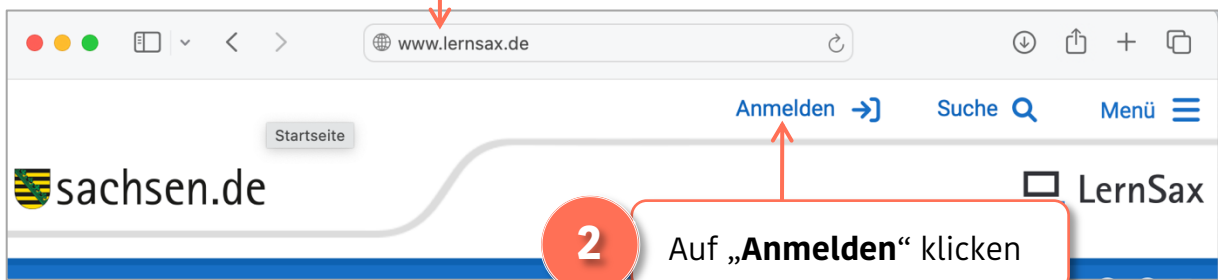 www.lernsax.de
Anmelden Suche Menü
Startseite
sachsen.de
LernSax
2 Auf „Anmelden“ klicken